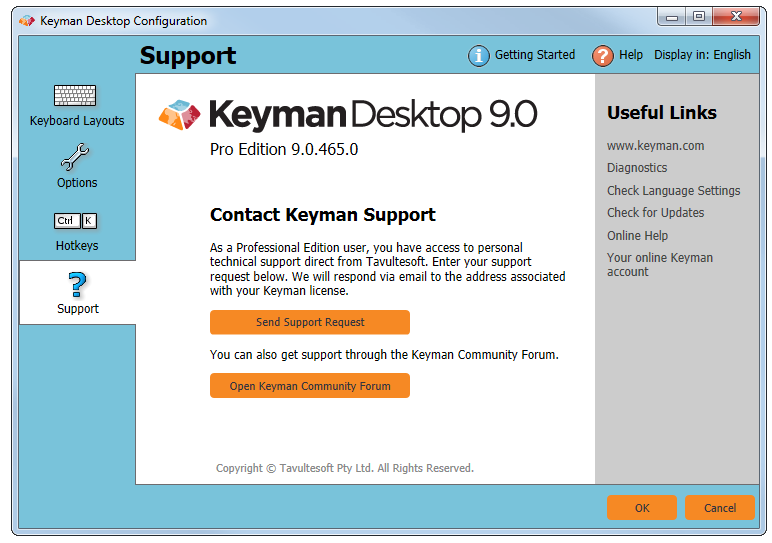 Keyman Desktop Configuration
Support
Getting Started
Help
Display in: English
Keyboard Layouts
Options
Ctrl
K
Hotkeys
?
Support
Keyman Desktop 9.0
Pro Edition 9.0.465.0
Contact Keyman Support
As a Professional Edition user, you have access to personal
technical support direct from Tavultesoft. Enter your support
request below. We will respond via email to the address associated
with your Keyman license.
Send Support Request
You can also get support through the Keyman Community Forum.
Open Keyman Community Forum
Copyright © Tavultesoft Pty Ltd. All Rights Reserved.
Useful Links
www.keyman.com
Diagnostics
Check Language Settings
Check for Updates
Online Help
Your online Keyman
account
OK
Cancel